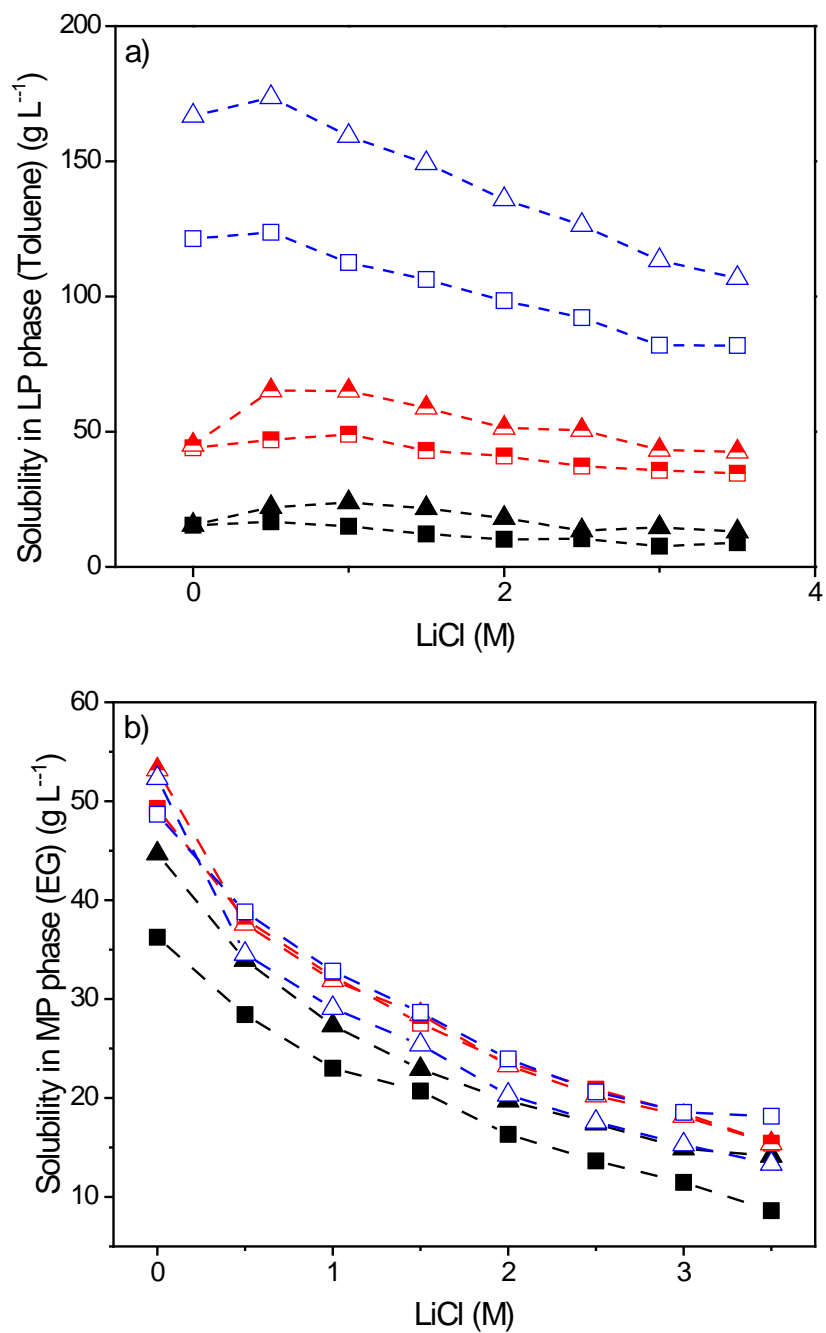 a)
Solubility in LP phase (Toluene) (g L⁻⁻¹)
200
150
100
50
0
0 2 4
LiCl (M)
b)
Solubility in MP phase (EG) (g L⁻⁻¹)
60
50
40
30
20
10
0 1 2 3
LiCl (M)